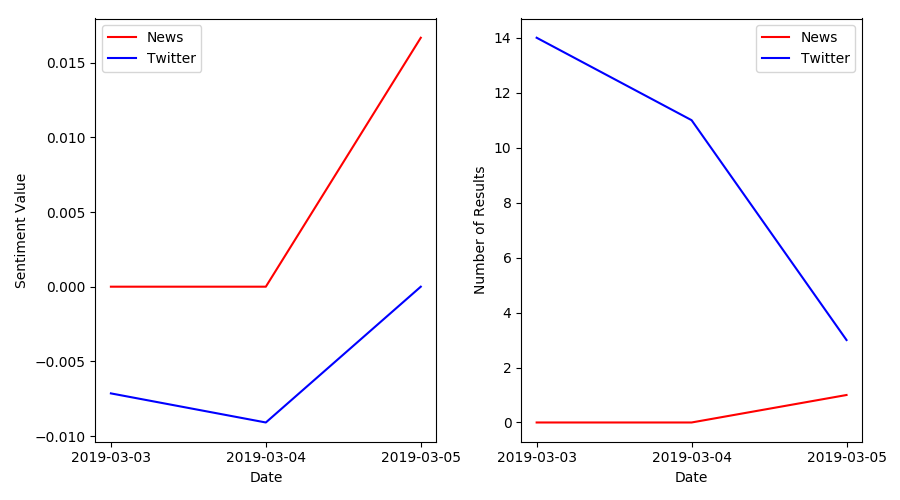 News
Twitter
0.015
0.010
0.005
0.000
−0.005
−0.010
Sentiment Value
2019-03-03 2019-03-04 2019-03-05
Date
News
Twitter
14
12
10
8
6
4
2
0
Number of Results
2019-03-03 2019-03-04 2019-03-05
Date